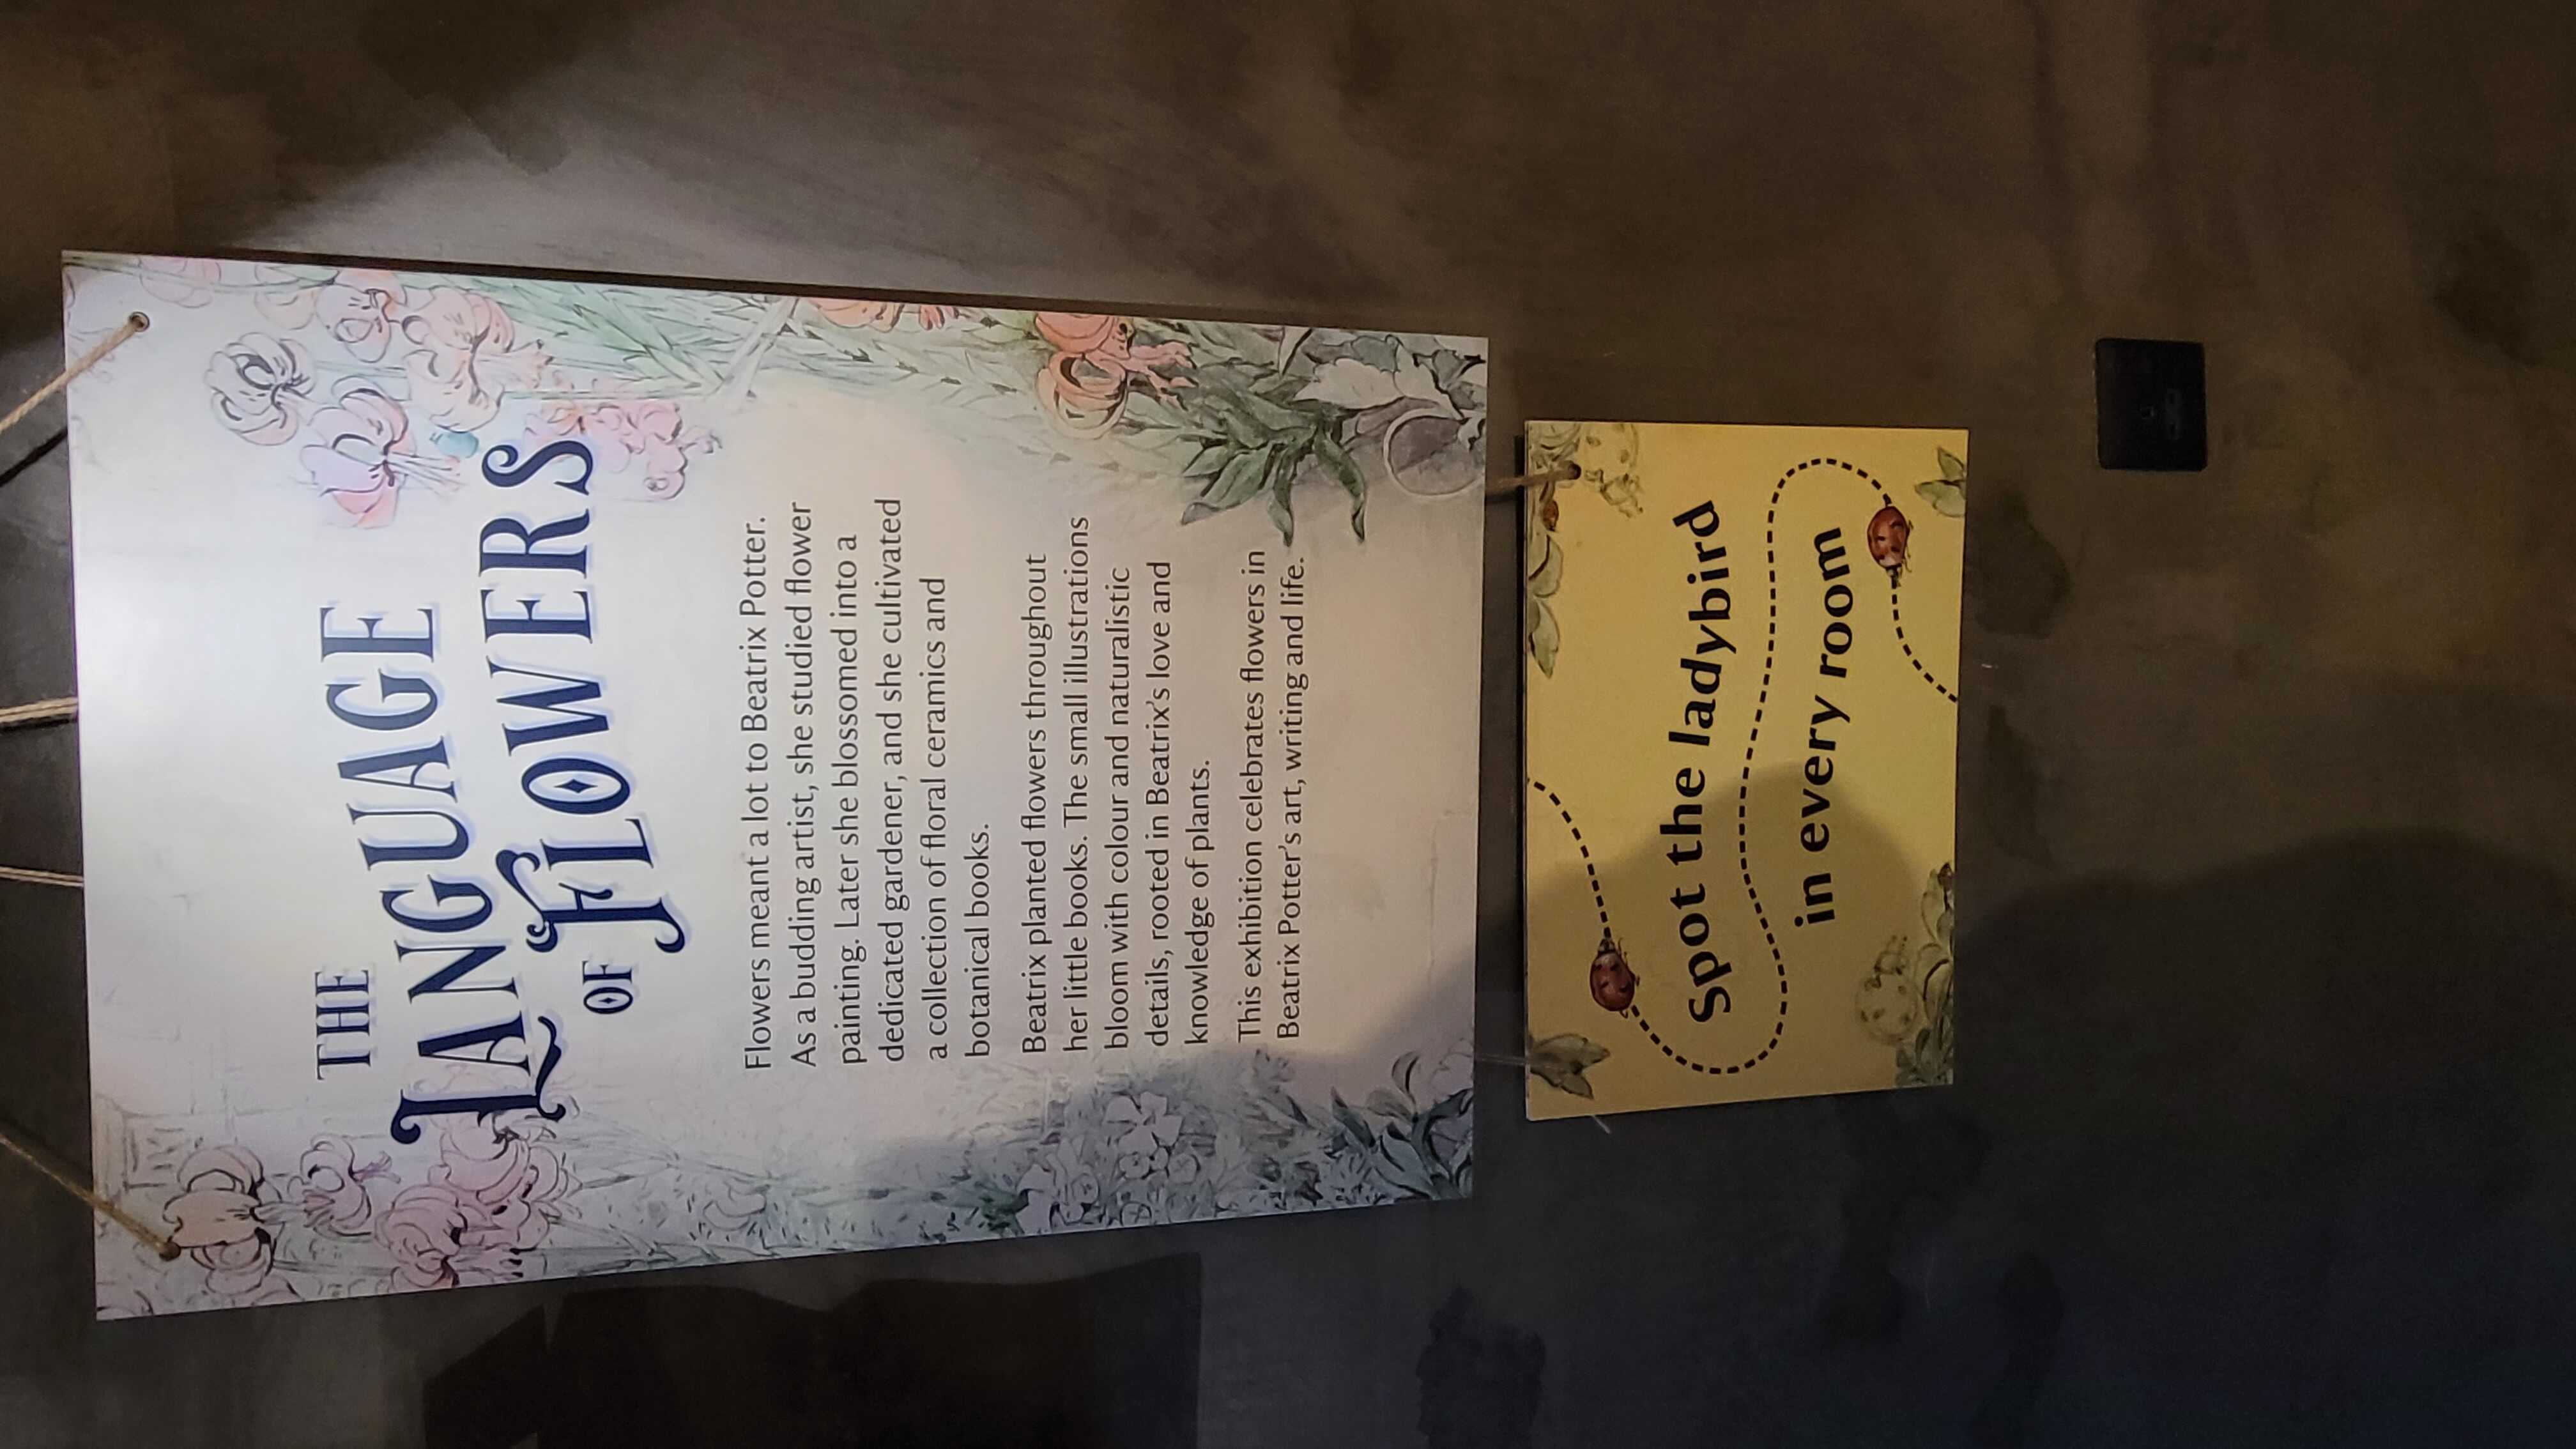 THE
LANGUAGE
OF FLOWERS
Flowers meant a lot to Beatrix Potter.
As a budding artist, she studied flower
painting. Later she blossomed into a
dedicated gardener, and she cultivated
a collection of floral ceramics and
botanical books.
Beatrix planted flowers throughout
her little books. The small illustrations
bloom with colour and naturalistic
details, rooted in Beatrix's love and
knowledge of plants.
This exhibition celebrates flowers in
Beatrix Potter's art, writing and life.
Spot the ladybird
in every room